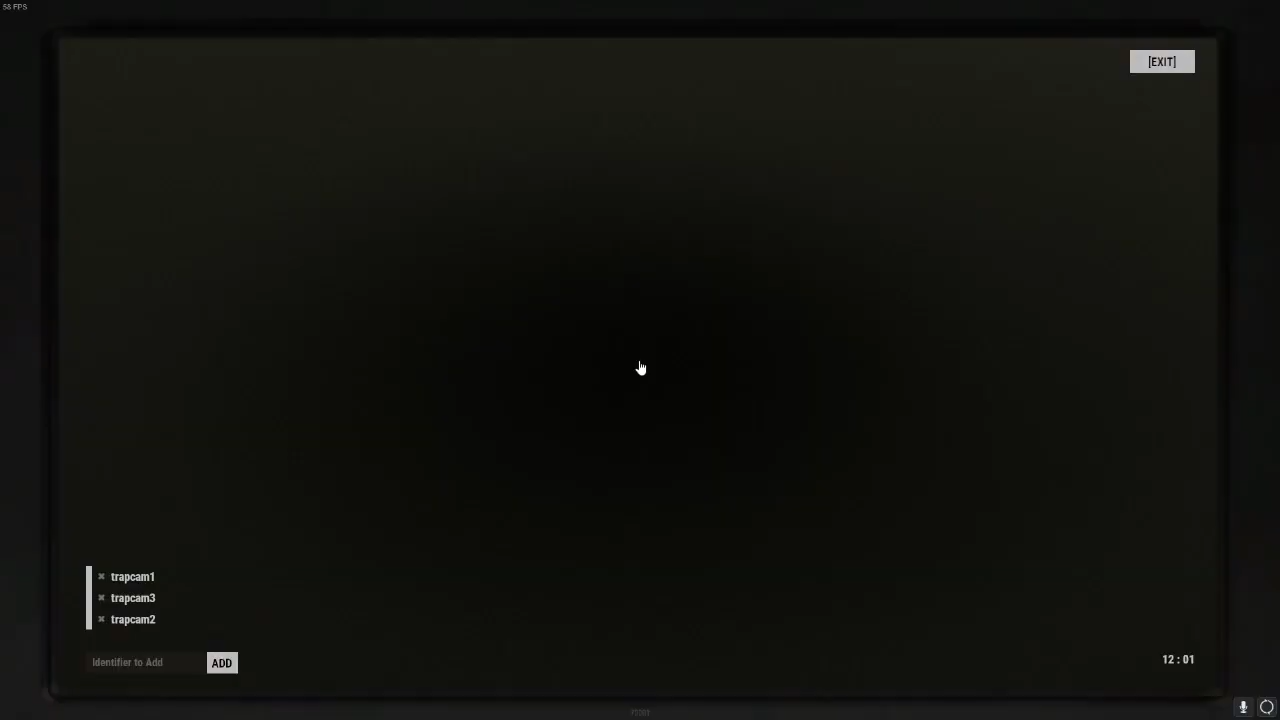 58 FPS
[EXIT]
× trapcam1
× trapcam3
× trapcam2
Identifier to Add
ADD
12 : 01